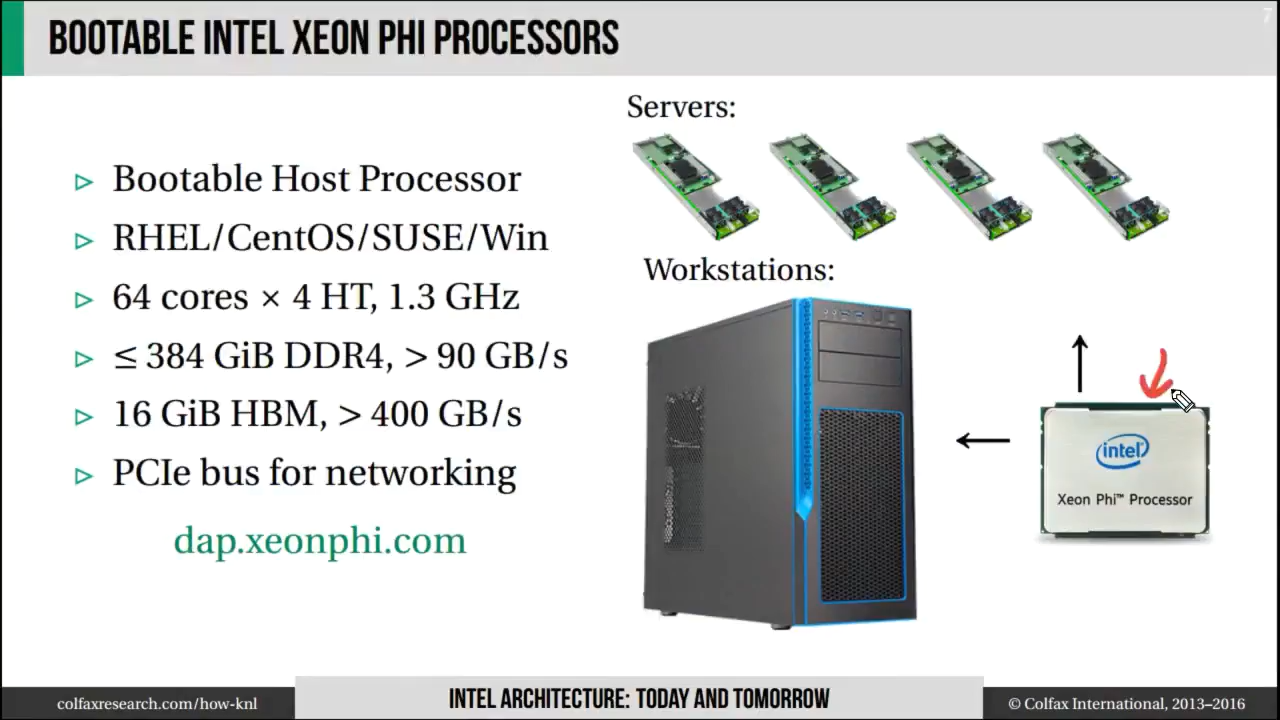 7
BOOTABLE INTEL XEON PHI PROCESSORS
Bootable Host Processor
RHEL/CentOS/SUSE/Win
64 cores × 4 HT, 1.3 GHz
≤ 384 GiB DDR4, > 90 GB/s
16 GiB HBM, > 400 GB/s
PCIe bus for networking
dap.xeonphi.com
Servers:
Workstations:
intel
Xeon Phi™ Processor
colfaxresearch.com/how-knl
INTEL ARCHITECTURE: TODAY AND TOMORROW
© Colfax International, 2013–2016